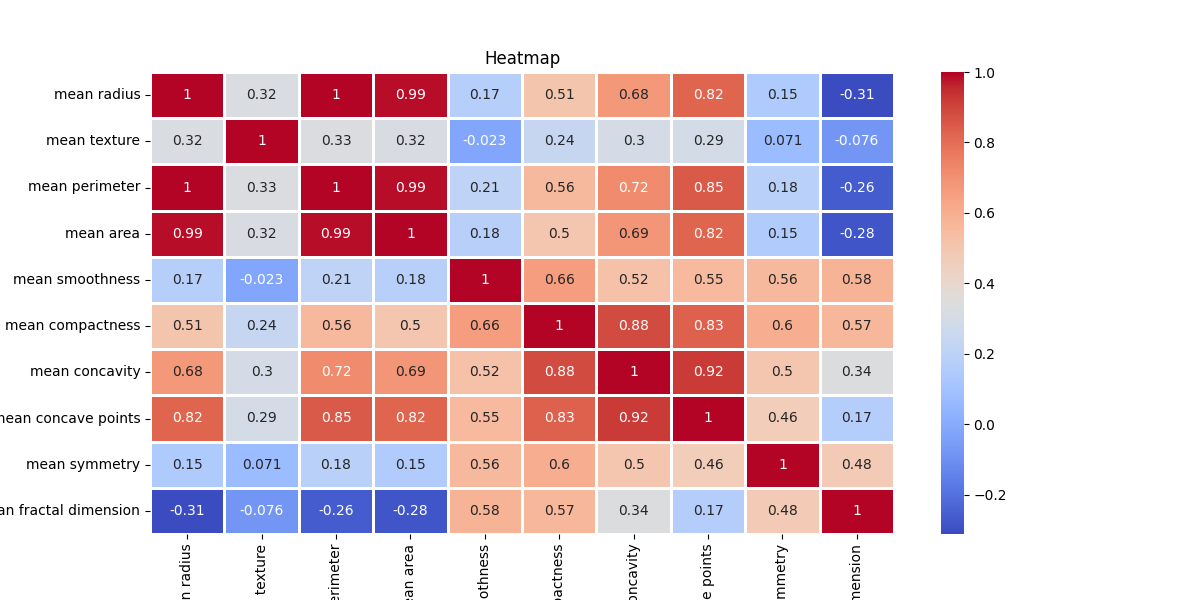 Heatmap
mean radius 1 0.32 1 0.99 0.17 0.51 0.68 0.82 0.15 -0.31
mean texture 0.32 1 0.33 0.32 -0.023 0.24 0.3 0.29 0.071 -0.076
mean perimeter 1 0.33 1 0.99 0.21 0.56 0.72 0.85 0.18 -0.26
mean area 0.99 0.32 0.99 1 0.18 0.5 0.69 0.82 0.15 -0.28
mean smoothness 0.17 -0.023 0.21 0.18 1 0.66 0.52 0.55 0.56 0.58
mean compactness 0.51 0.24 0.56 0.5 0.66 1 0.88 0.83 0.6 0.57
mean concavity 0.68 0.3 0.72 0.69 0.52 0.88 1 0.92 0.5 0.34
mean concave points 0.82 0.29 0.85 0.82 0.55 0.83 0.92 1 0.46 0.17
mean symmetry 0.15 0.071 0.18 0.15 0.56 0.6 0.5 0.46 1 0.48
an fractal dimension -0.31 -0.076 -0.26 -0.28 0.58 0.57 0.34 0.17 0.48 1
n radius
texture
erimeter
an area
othness
pactness
oncavity
e points
mmetry
mension
1.0
0.8
0.6
0.4
0.2
0.0
−0.2